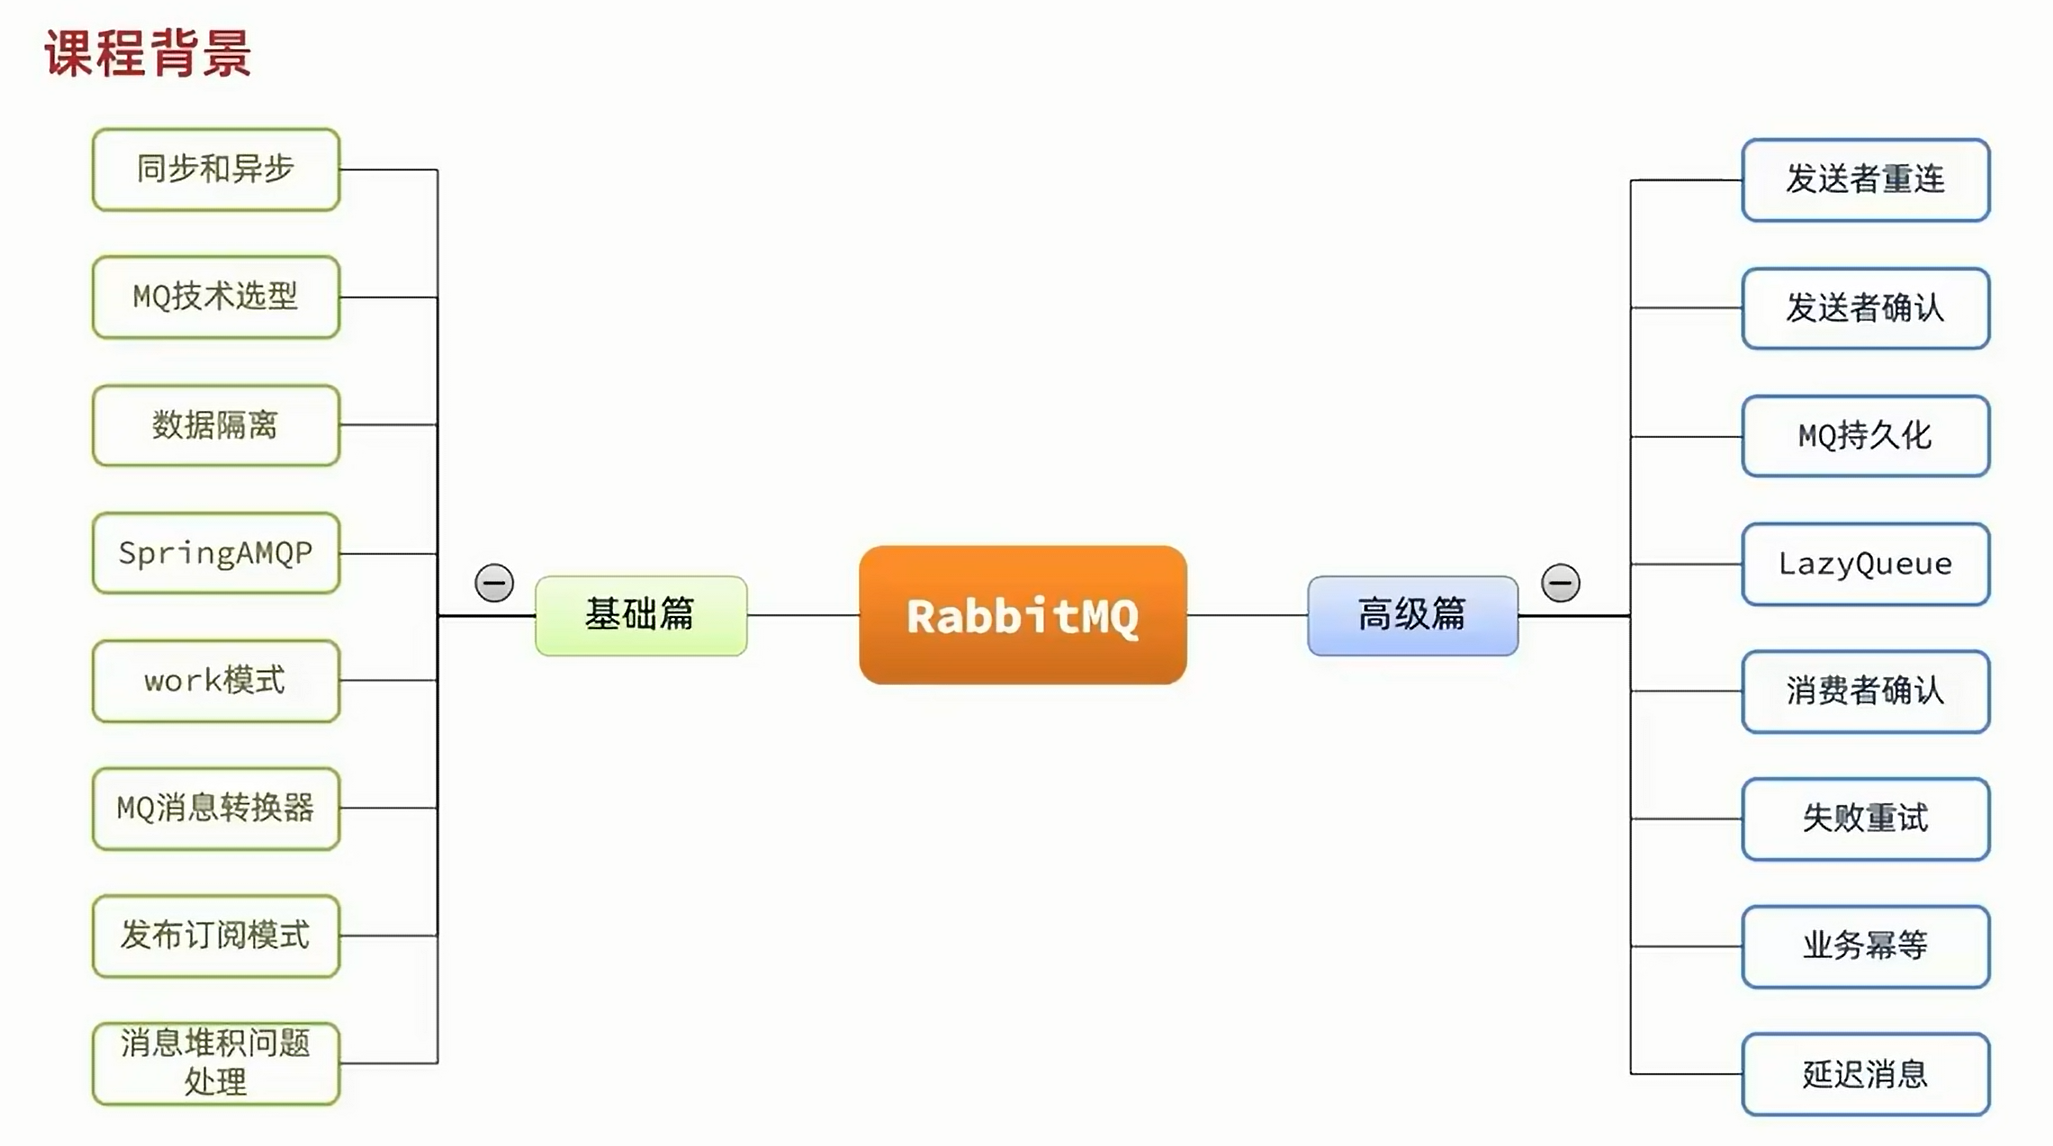 课程背景
同步和异步
MQ技术选型
数据隔离
SpringAMQP
work模式
MQ消息转换器
发布订阅模式
消息堆积问题
处理
基础篇
RabbitMQ
高级篇
发送者重连
发送者确认
MQ持久化
LazyQueue
消费者确认
失败重试
业务幂等
延迟消息